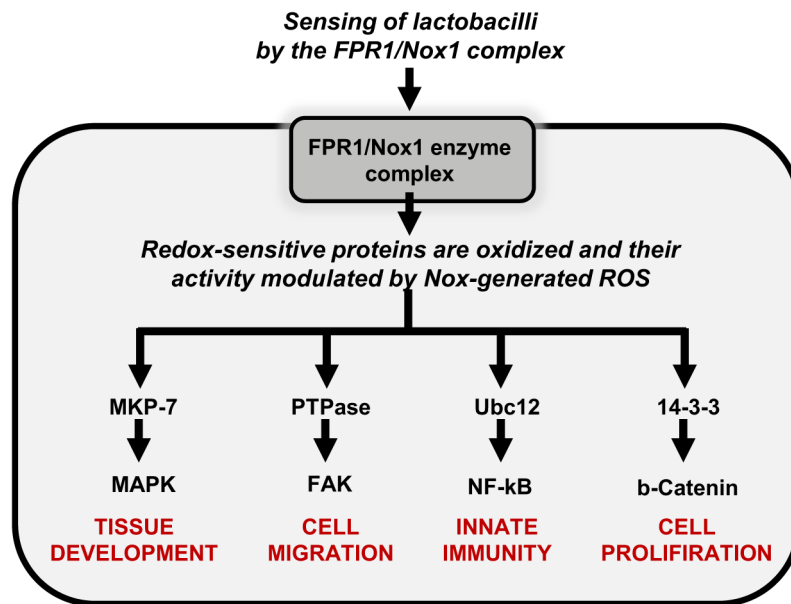 Sensing of lactobacilli
by the FPR1/Nox1 complex
FPR1/Nox1 enzyme
complex
Redox-sensitive proteins are oxidized and their
activity modulated by Nox-generated ROS
MKP-7
PTPase
Ubc12
14-3-3
MAPK
FAK
NF-kB
b-Catenin
TISSUE
DEVELOPMENT
CELL
MIGRATION
INNATE
IMMUNITY
CELL
PROLIFIRATION